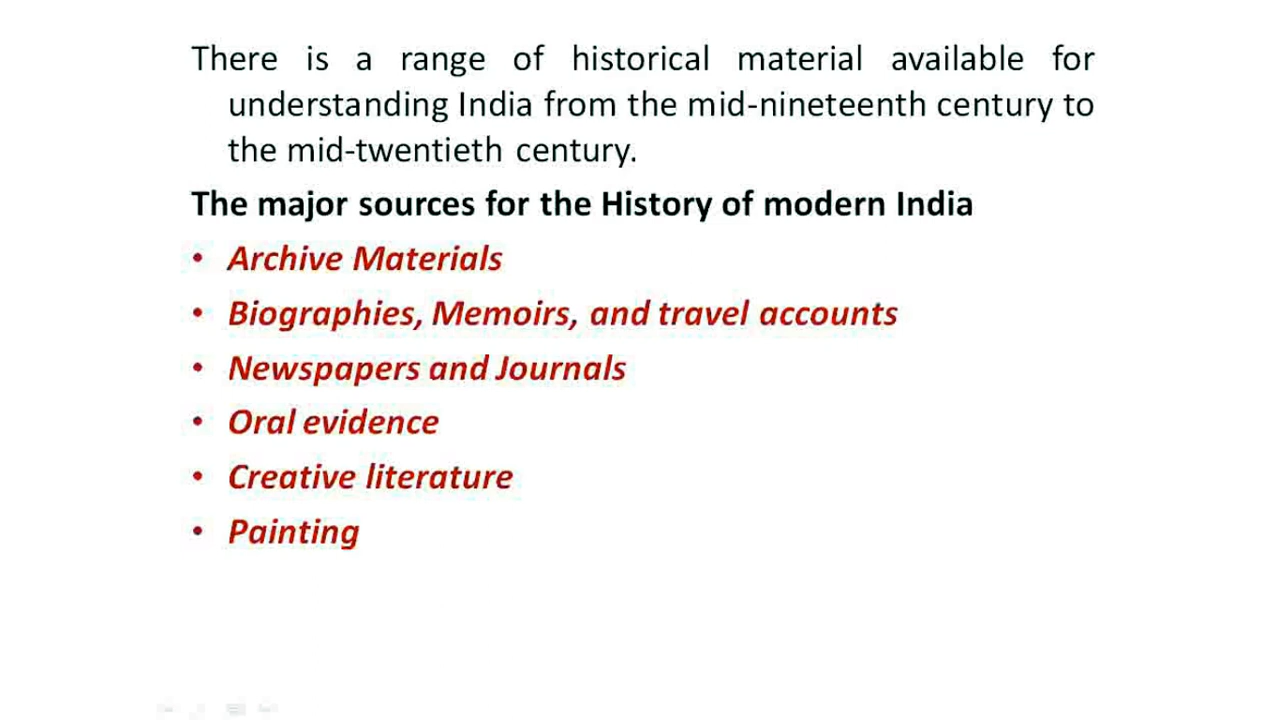 There is a range of historical material available for
understanding India from the mid-nineteenth century to
the mid-twentieth century.
The major sources for the History of modern India
• Archive Materials
• Biographies, Memoirs, and travel accounts
• Newspapers and Journals
• Oral evidence
• Creative literature
• Painting